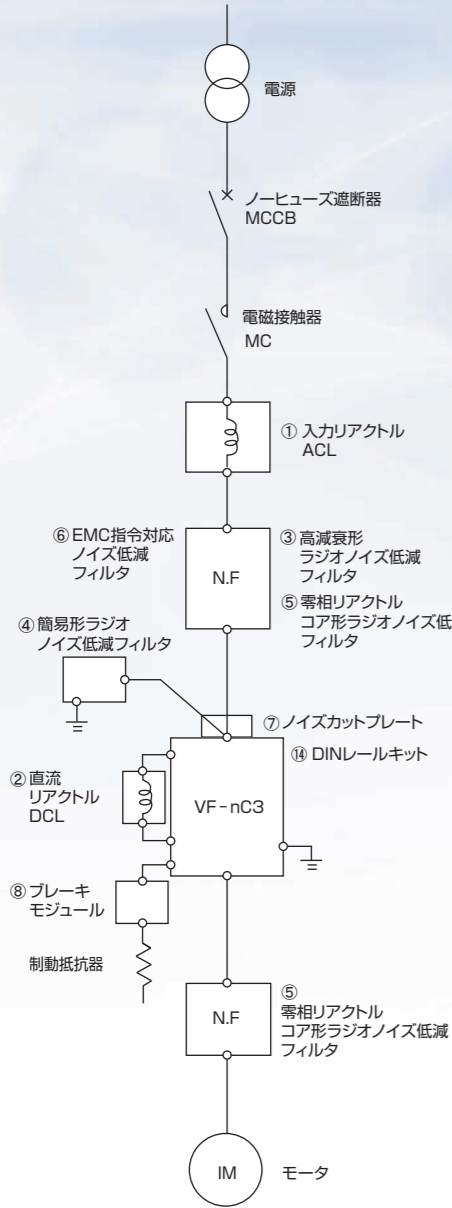 電源
ノーヒューズ遮断器
MCCB
電磁接触器
MC
① 入力リアクトル
ACL
⑥ EMC指令対応
ノイズ低減
フィルタ
N.F
③ 高減衰形
ラジオノイズ低減
フィルタ
⑤ 零相リアクトル
コア形ラジオノイズ低
フィルタ
④ 簡易形ラジオ
ノイズ低減フィルタ
⑦ ノイズカットプレート
⑭ DINレールキット
② 直流
リアクトル
DCL
VF-nC3
⑧ ブレーキ
モジュール
制動抵抗器
N.F
⑤
零相リアクトル
コア形ラジオノイズ低減
フィルタ
IM
モータ